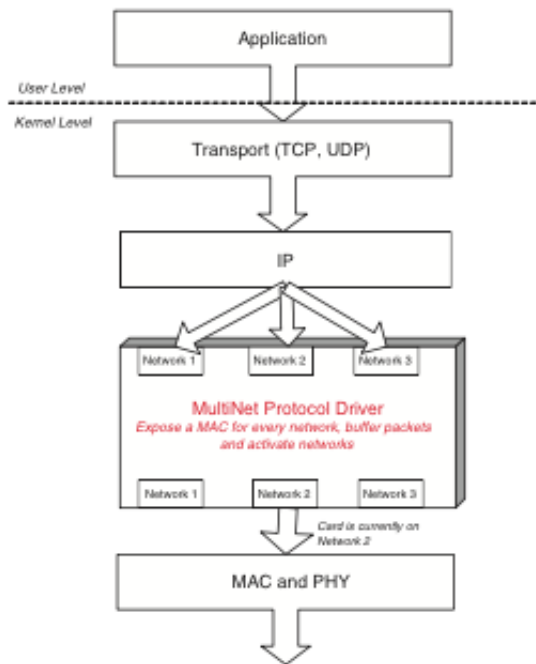 Application
User Level
Kernel Level
Transport (TCP, UDP)
IP
Network 1
Network 2
Network 3
MultiNet Protocol Driver
Expose a MAC for every network, buffer packets
and activate networks
Network 1
Network 2
Network 3
Card is currently on
Network 2
MAC and PHY